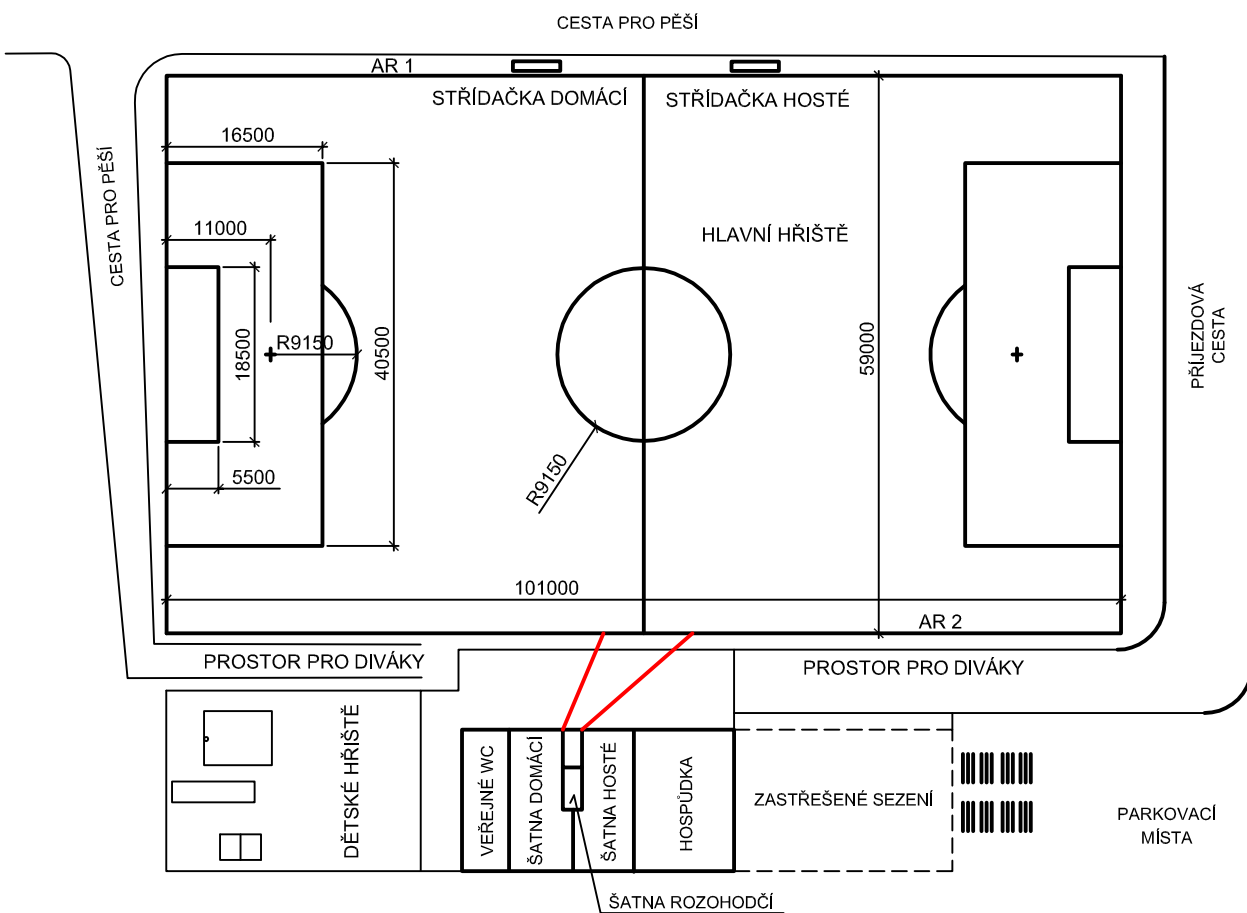 CESTA PRO PĚŠÍ
AR 1
STŘÍDAČKA DOMÁCÍ
STŘÍDAČKA HOSTÉ
16500
CESTA PRO PĚŠÍ
11000
HLAVNÍ HŘIŠTĚ
18500
R9150
40500
59000
PŘÍJEZDOVÁ
CESTA
5500
R9150
101000
AR 2
PROSTOR PRO DIVÁKY
PROSTOR PRO DIVÁKY
DĚTSKÉ HŘIŠTĚ
VEŘEJNÉ WC
ŠATNA DOMÁCÍ
ŠATNA HOSTÉ
HOSPŮDKA
ZASTŘEŠENÉ SEZENÍ
PARKOVACÍ
MÍSTA
ŠATNA ROZOHODČÍ